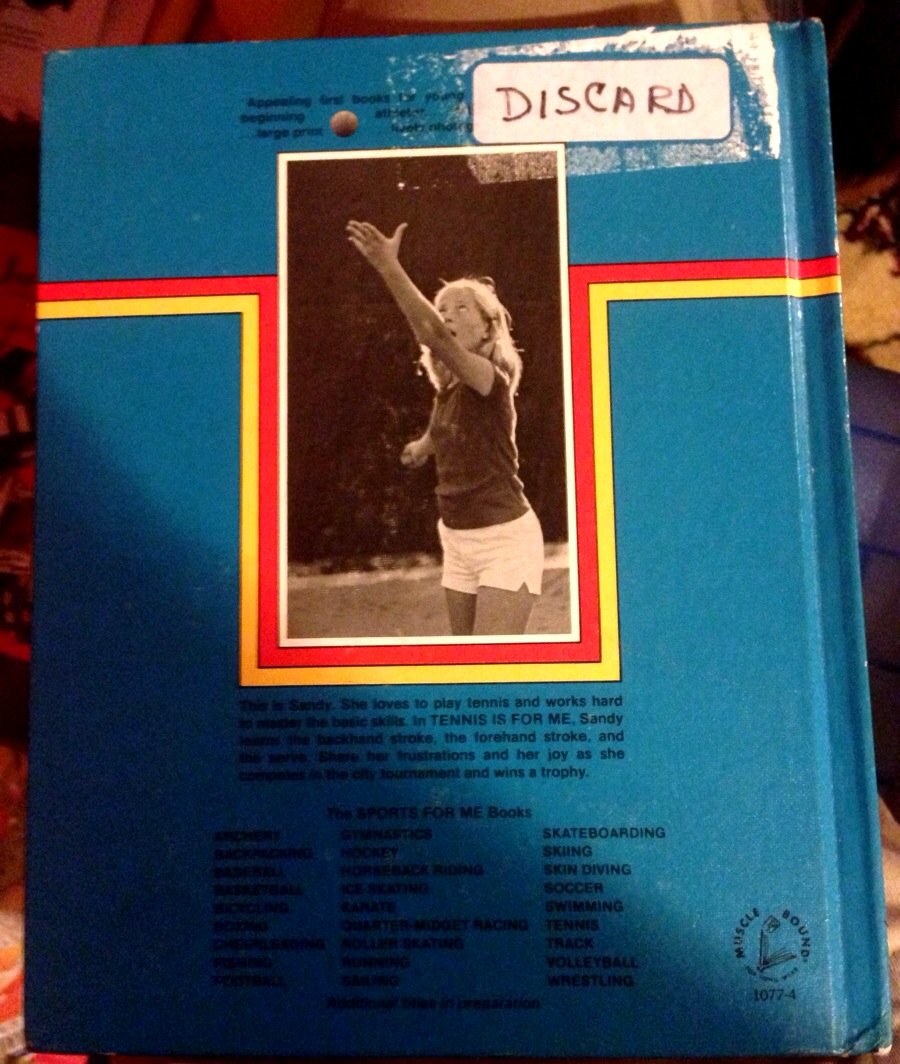 DISCARD
Appealing first books for young
beginning athlet
large print lively photog
This is Sandy. She loves to play tennis and works hard
to master the basic skills. In TENNIS IS FOR ME, Sandy
learns the backhand stroke, the forehand stroke, and
the serve. Share her frustrations and her joy as she
competes in the city tournament and wins a trophy.
The SPORTS FOR ME Books
ARCHERY GYMNASTICS SKATEBOARDING
BACKPACKING HOCKEY SKIING
BASEBALL HORSEBACK RIDING SKIN DIVING
BASKETBALL ICE SKATING SOCCER
BICYCLING KARATE SWIMMING
BOXING QUARTER-MIDGET RACING TENNIS
CHEERLEADING ROLLER SKATING TRACK
FISHING RUNNING VOLLEYBALL
FOOTBALL SAILING WRESTLING
Additional titles in preparation
MUSCLE BOUND
1077-4